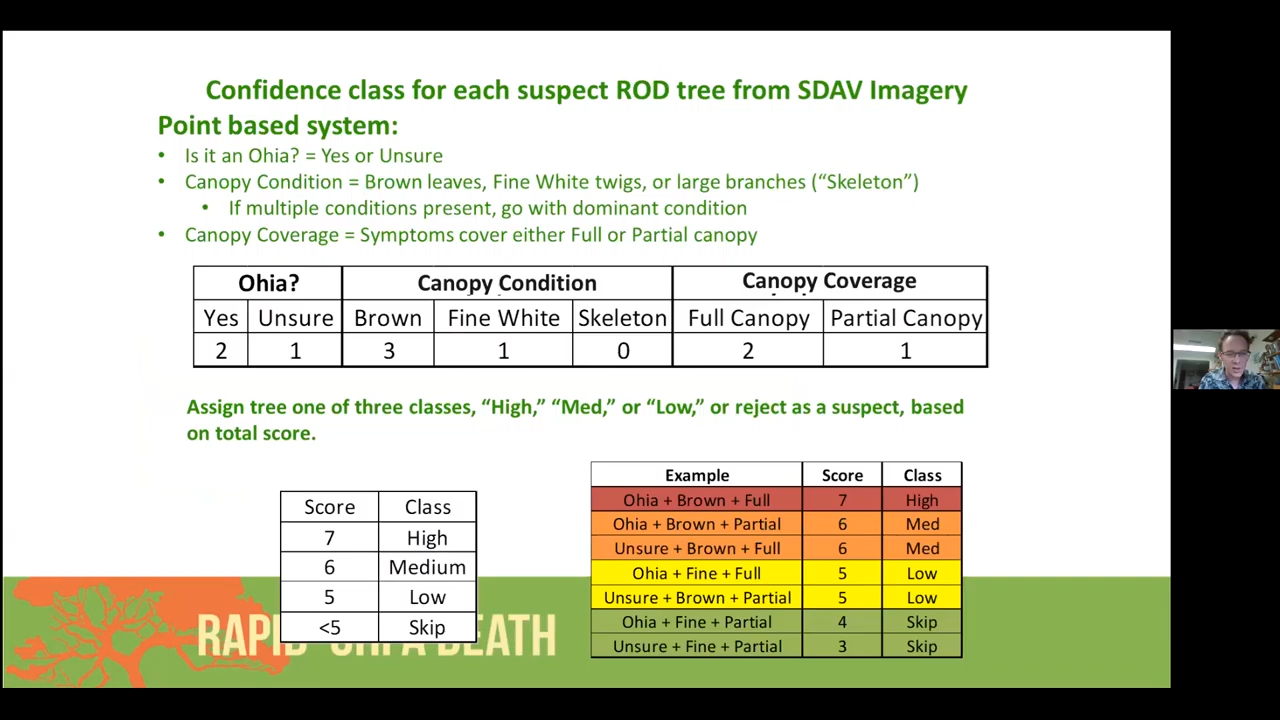 Confidence class for each suspect ROD tree from SDAV Imagery
Point based system:
• Is it an Ohia? = Yes or Unsure
• Canopy Condition = Brown leaves, Fine White twigs, or large branches (“Skeleton”)
• If multiple conditions present, go with dominant condition
• Canopy Coverage = Symptoms cover either Full or Partial canopy
Ohia? Canopy Condition Canopy Coverage
Yes Unsure Brown Fine White Skeleton Full Canopy Partial Canopy
2 1 3 1 0 2 1
Assign tree one of three classes, “High,” “Med,” or “Low,” or reject as a suspect, based
on total score.
Score Class
7 High
6 Medium
5 Low
<5 Skip
Example Score Class
Ohia + Brown + Full 7 High
Ohia + Brown + Partial 6 Med
Unsure + Brown + Full 6 Med
Ohia + Fine + Full 5 Low
Unsure + Brown + Partial 5 Low
Ohia + Fine + Partial 4 Skip
Unsure + Fine + Partial 3 Skip
RAPID DEATH